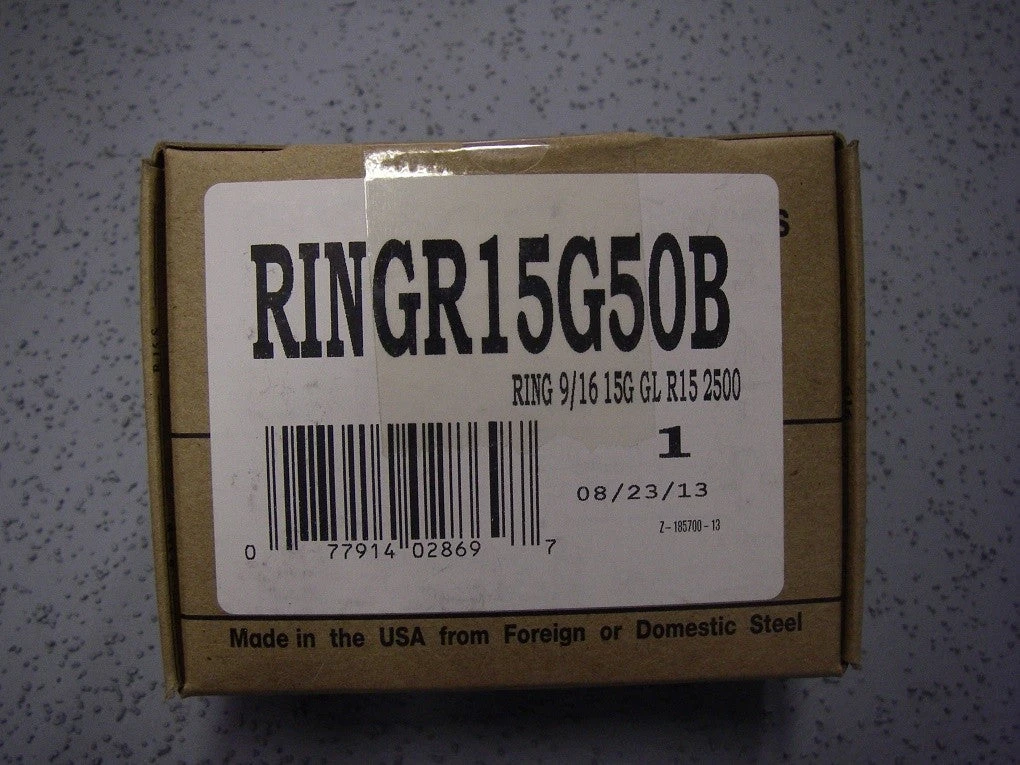 S
RINGR15G50B
RING 9/16 15G GL R15 2500
1
08/23/13
Z-185700-13
0 77914 02869 7
Made in the USA from Foreign or Domestic Steel